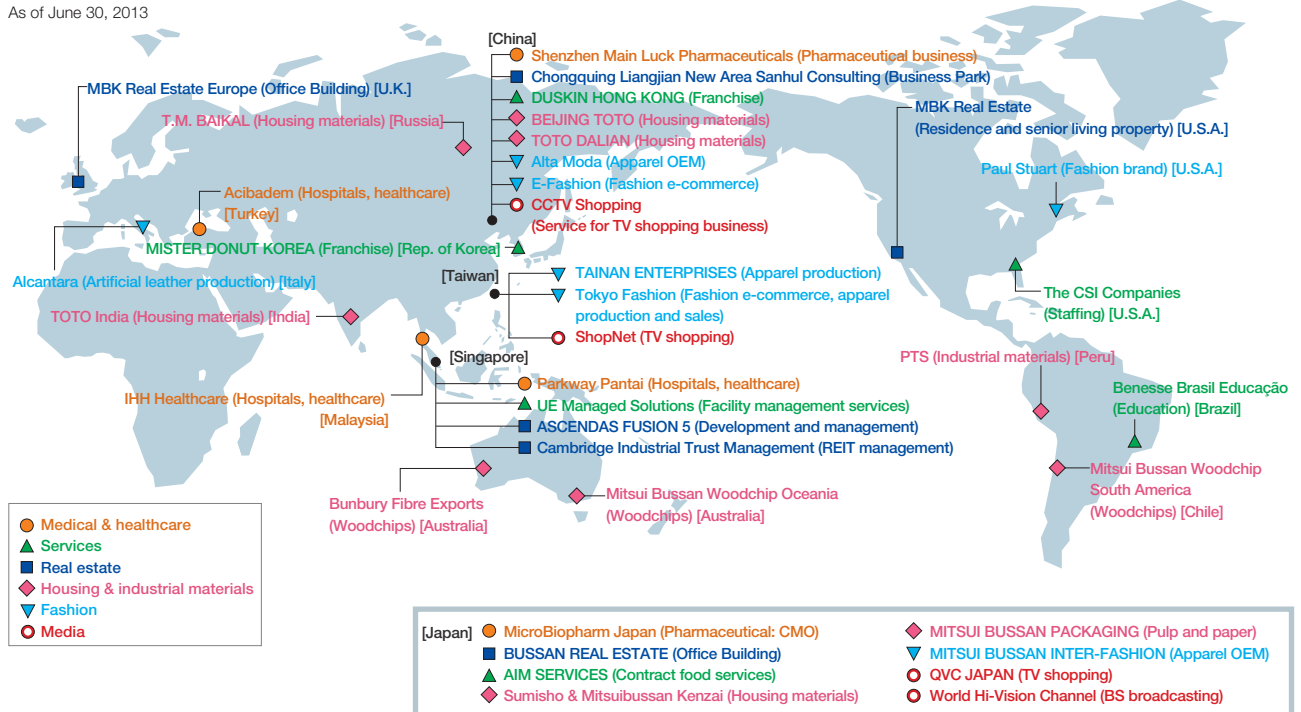 As of June 30, 2013
[China]
Shenzhen Main Luck Pharmaceuticals (Pharmaceutical business)
Chongquing Liangjian New Area Sanhul Consulting (Business Park)
DUSKIN HONG KONG (Franchise)
BEIJING TOTO (Housing materials)
TOTO DALIAN (Housing materials)
Alta Moda (Apparel OEM)
E-Fashion (Fashion e-commerce)
CCTV Shopping
(Service for TV shopping business)
MBK Real Estate Europe (Office Building) [U.K.]
T.M. BAIKAL (Housing materials) [Russia]
Acibadem (Hospitals, healthcare)
[Turkey]
MISTER DONUT KOREA (Franchise) [Rep. of Korea]
Alcantara (Artificial leather production) [Italy]
TOTO India (Housing materials) [India]
[Taiwan]
TAINAN ENTERPRISES (Apparel production)
Tokyo Fashion (Fashion e-commerce, apparel
production and sales)
ShopNet (TV shopping)
[Singapore]
Parkway Pantai (Hospitals, healthcare)
UE Managed Solutions (Facility management services)
ASCENDAS FUSION 5 (Development and management)
Cambridge Industrial Trust Management (REIT management)
IHH Healthcare (Hospitals, healthcare)
[Malaysia]
Bunbury Fibre Exports
(Woodchips) [Australia]
Mitsui Bussan Woodchip Oceania
(Woodchips) [Australia]
MBK Real Estate
(Residence and senior living property) [U.S.A.]
Paul Stuart (Fashion brand) [U.S.A.]
The CSI Companies
(Staffing) [U.S.A.]
PTS (Industrial materials) [Peru]
Benesse Brasil Educação
(Education) [Brazil]
Mitsui Bussan Woodchip
South America
(Woodchips) [Chile]
Medical & healthcare
Services
Real estate
Housing & industrial materials
Fashion
Media
[Japan]
MicroBiopharm Japan (Pharmaceutical: CMO)
BUSSAN REAL ESTATE (Office Building)
AIM SERVICES (Contract food services)
Sumisho & Mitsuibussan Kenzai (Housing materials)
MITSUI BUSSAN PACKAGING (Pulp and paper)
MITSUI BUSSAN INTER-FASHION (Apparel OEM)
QVC JAPAN (TV shopping)
World Hi-Vision Channel (BS broadcasting)